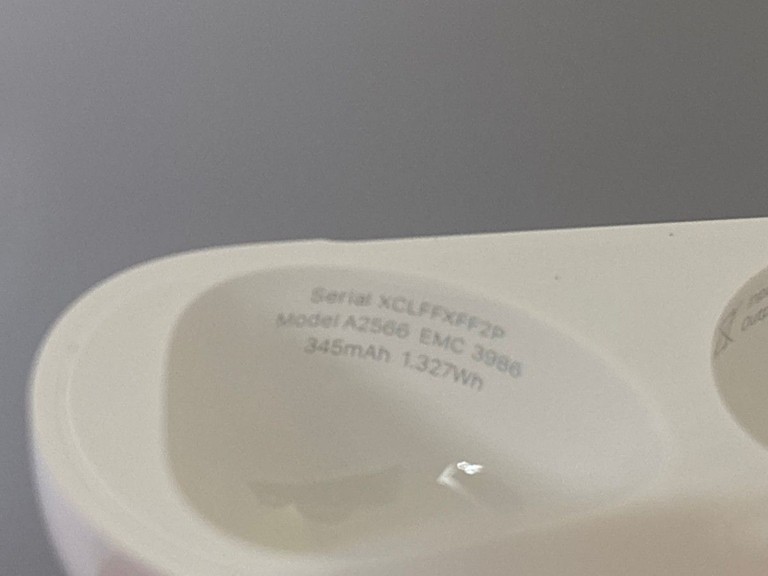 Serial XCLFFXFF2P
Model A2566 EMC 3986
345mAh 1.327Wh